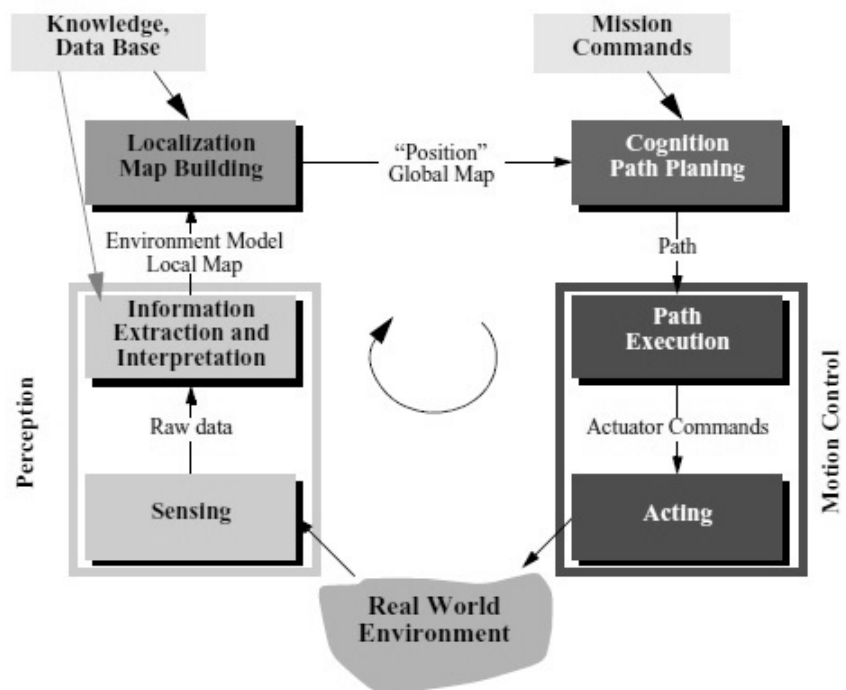 Knowledge,
Data Base
Mission
Commands
Localization
Map Building
“Position”
Global Map
Cognition
Path Planing
Environment Model
Local Map
Path
Information
Extraction and
Interpretation
Path
Execution
Perception
Raw data
Actuator Commands
Motion Control
Sensing
Acting
Real World
Environment